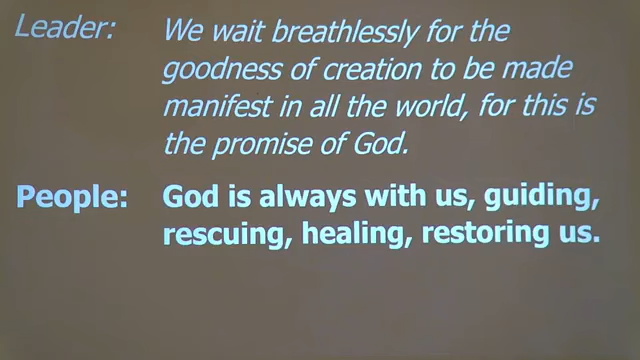 Leader: We wait breathlessly for the
goodness of creation to be made
manifest in all the world, for this is
the promise of God.
People: God is always with us, guiding,
rescuing, healing, restoring us.